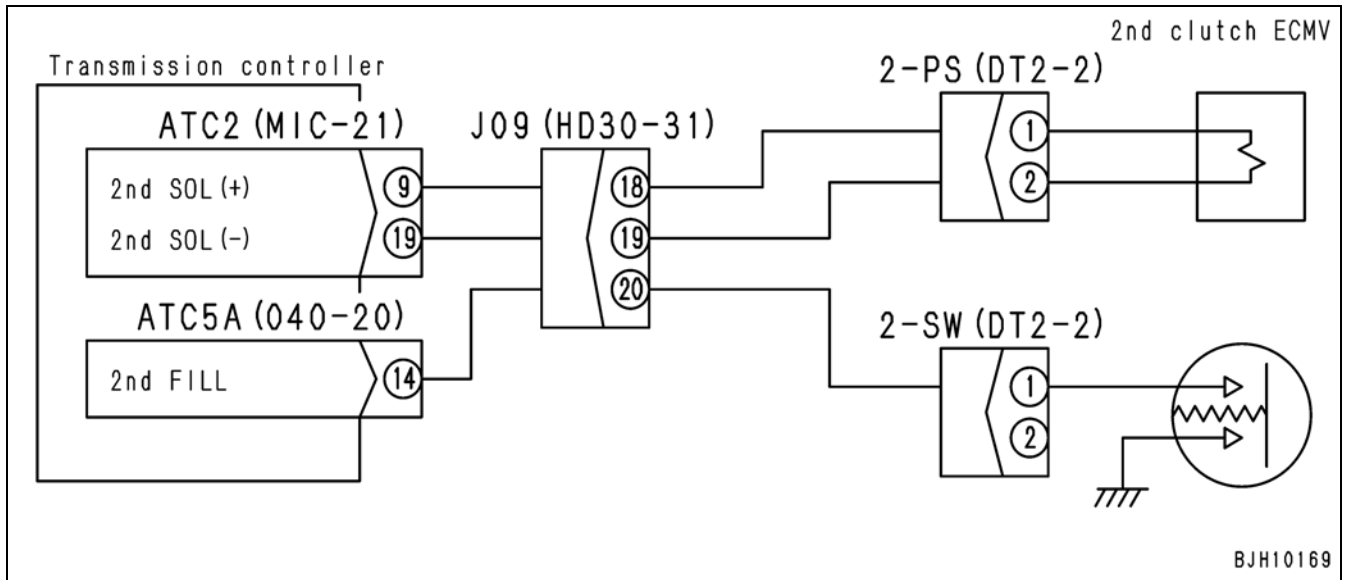 2nd clutch ECMV
Transmission controller
2-PS (DT2-2)
ATC2 (MIC-21)
J09 (HD30-31)
1
2nd SOL (+)
9
18
2
2nd SOL (-)
19
19
20
ATC5A (040-20)
2-SW (DT2-2)
2nd FILL
14
1
2
BJH10169